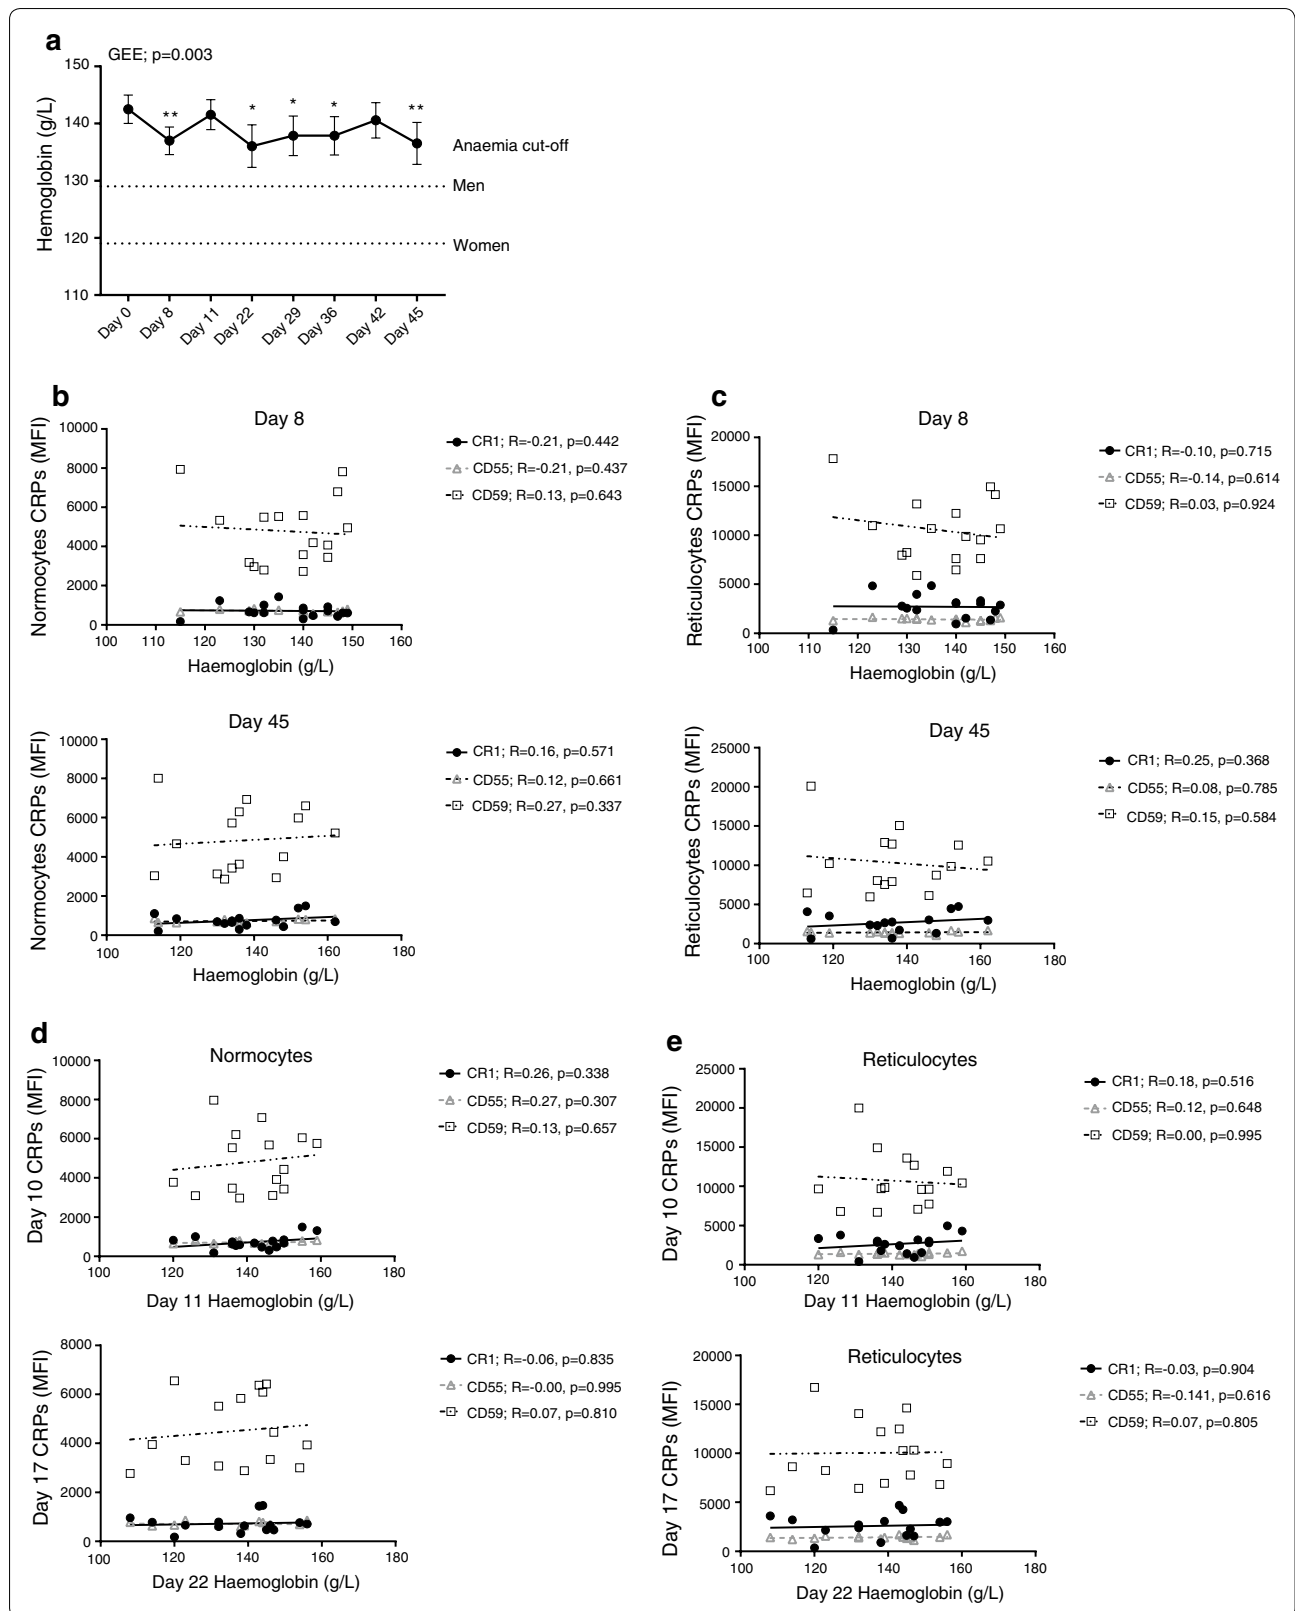 a
GEE; p=0.003
Hemoglobin (g/L)
150
140
130
120
110
** * * * **
Anaemia cut-off
Men
Women
Day 0 Day 8 Day 11 Day 22 Day 29 Day 36 Day 42 Day 45
b
Day 8
Normocytes CRPs (MFI)
10000
8000
6000
4000
2000
0
100 110 120 130 140 150 160
Haemoglobin (g/L)
CR1; R=-0.21, p=0.442
CD55; R=-0.21, p=0.437
CD59; R=0.13, p=0.643
Day 45
Normocytes CRPs (MFI)
10000
8000
6000
4000
2000
0
100 120 140 160 180
Haemoglobin (g/L)
CR1; R=0.16, p=0.571
CD55; R=0.12, p=0.661
CD59; R=0.27, p=0.337
c
Day 8
Reticulocytes CRPs (MFI)
20000
15000
10000
5000
0
100 110 120 130 140 150 160
Haemoglobin (g/L)
CR1; R=-0.10, p=0.715
CD55; R=-0.14, p=0.614
CD59; R=0.03, p=0.924
Day 45
Reticulocytes CRPs (MFI)
25000
20000
15000
10000
5000
0
100 120 140 160 180
Haemoglobin (g/L)
CR1; R=0.25, p=0.368
CD55; R=0.08, p=0.785
CD59; R=0.15, p=0.584
d
Normocytes
Day 10 CRPs (MFI)
10000
8000
6000
4000
2000
0
100 120 140 160 180
Day 11 Haemoglobin (g/L)
CR1; R=0.26, p=0.338
CD55; R=0.27, p=0.307
CD59; R=0.13, p=0.657
Day 17 CRPs (MFI)
8000
6000
4000
2000
0
100 120 140 160 180
Day 22 Haemoglobin (g/L)
CR1; R=-0.06, p=0.835
CD55; R=-0.00, p=0.995
CD59; R=0.07, p=0.810
e
Reticulocytes
Day 10 CRPs (MFI)
25000
20000
15000
10000
5000
0
100 120 140 160 180
Day 11 Haemoglobin (g/L)
CR1; R=0.18, p=0.516
CD55; R=0.12, p=0.648
CD59; R=0.00, p=0.995
Reticulocytes
Day 17 CRPs (MFI)
20000
15000
10000
5000
0
100 120 140 160 180
Day 22 Haemoglobin (g/L)
CR1; R=-0.03, p=0.904
CD55; R=-0.141, p=0.616
CD59; R=0.07, p=0.805